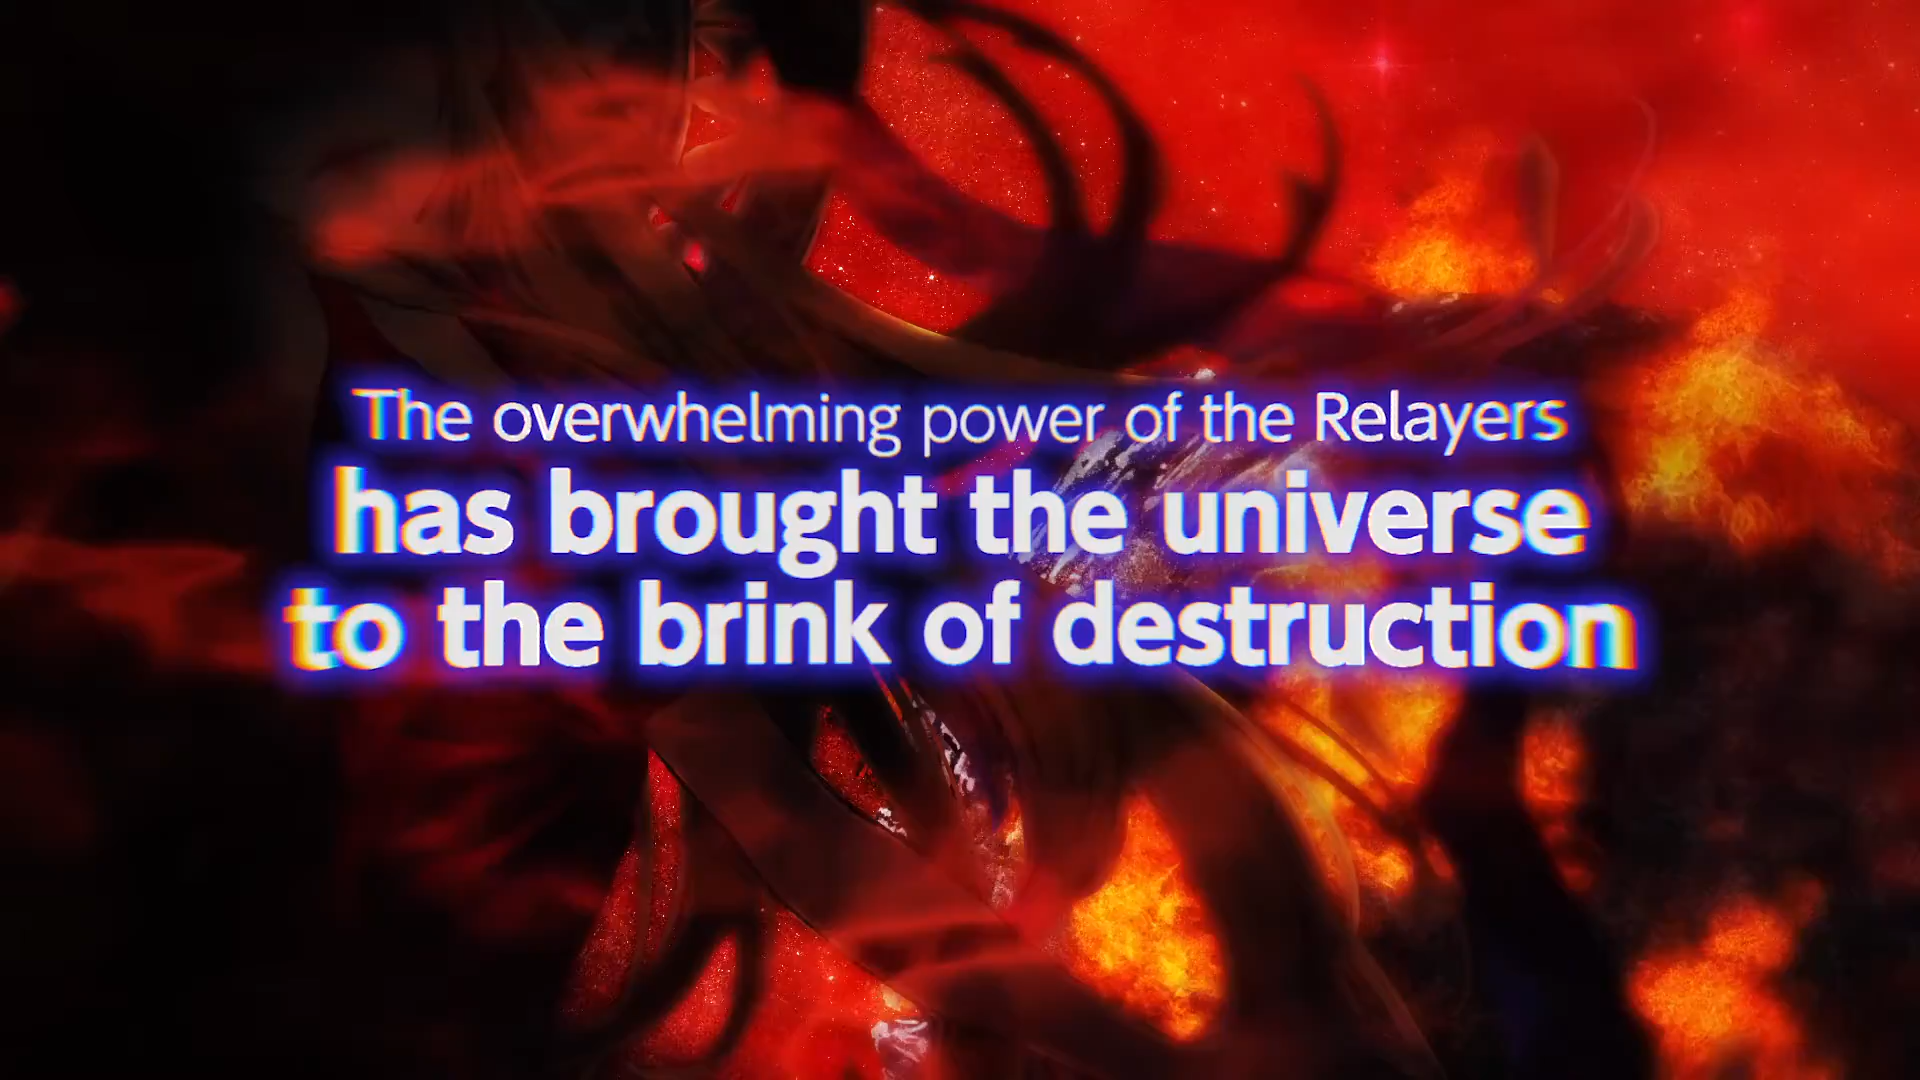 The overwhelming power of the Relayers
has brought the universe
to the brink of destruction